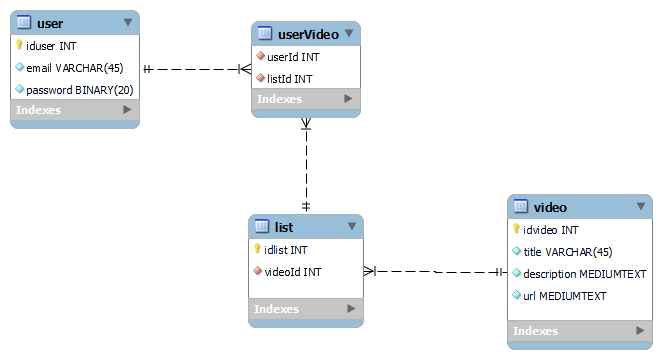 user
iduser INT
email VARCHAR(45)
password BINARY(20)
Indexes
userVideo
userId INT
listId INT
Indexes
list
idlist INT
videoId INT
Indexes
video
idvideo INT
title VARCHAR(45)
description MEDIUMTEXT
url MEDIUMTEXT
Indexes